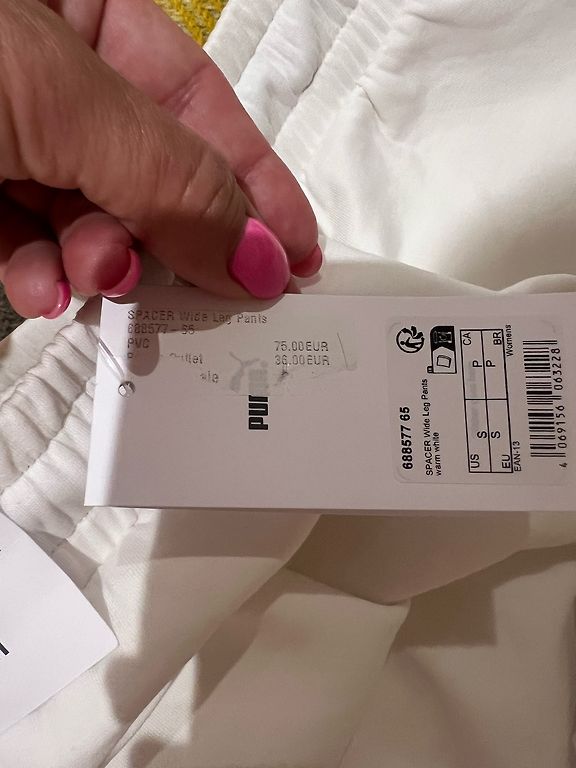 SPACER Wide Leg Pants
688577-65
PVC 75.00EUR
Outlet 36.00EUR
PUMA
688577 65
SPACER Wide Leg Pants
warm white
US S P CA
EU S P BR
EAN-13
Womens
4 069156 063228